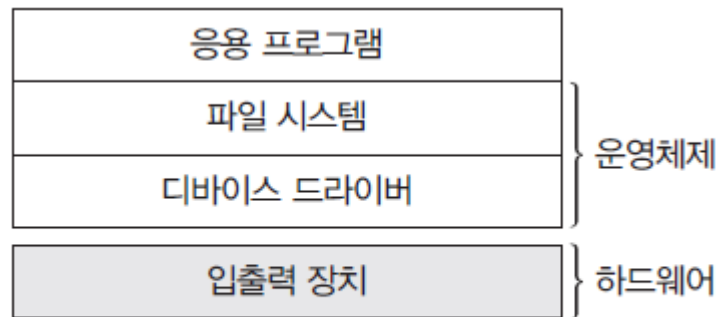 응용 프로그램
파일 시스템
운영체제
디바이스 드라이버
입출력 장치
하드웨어